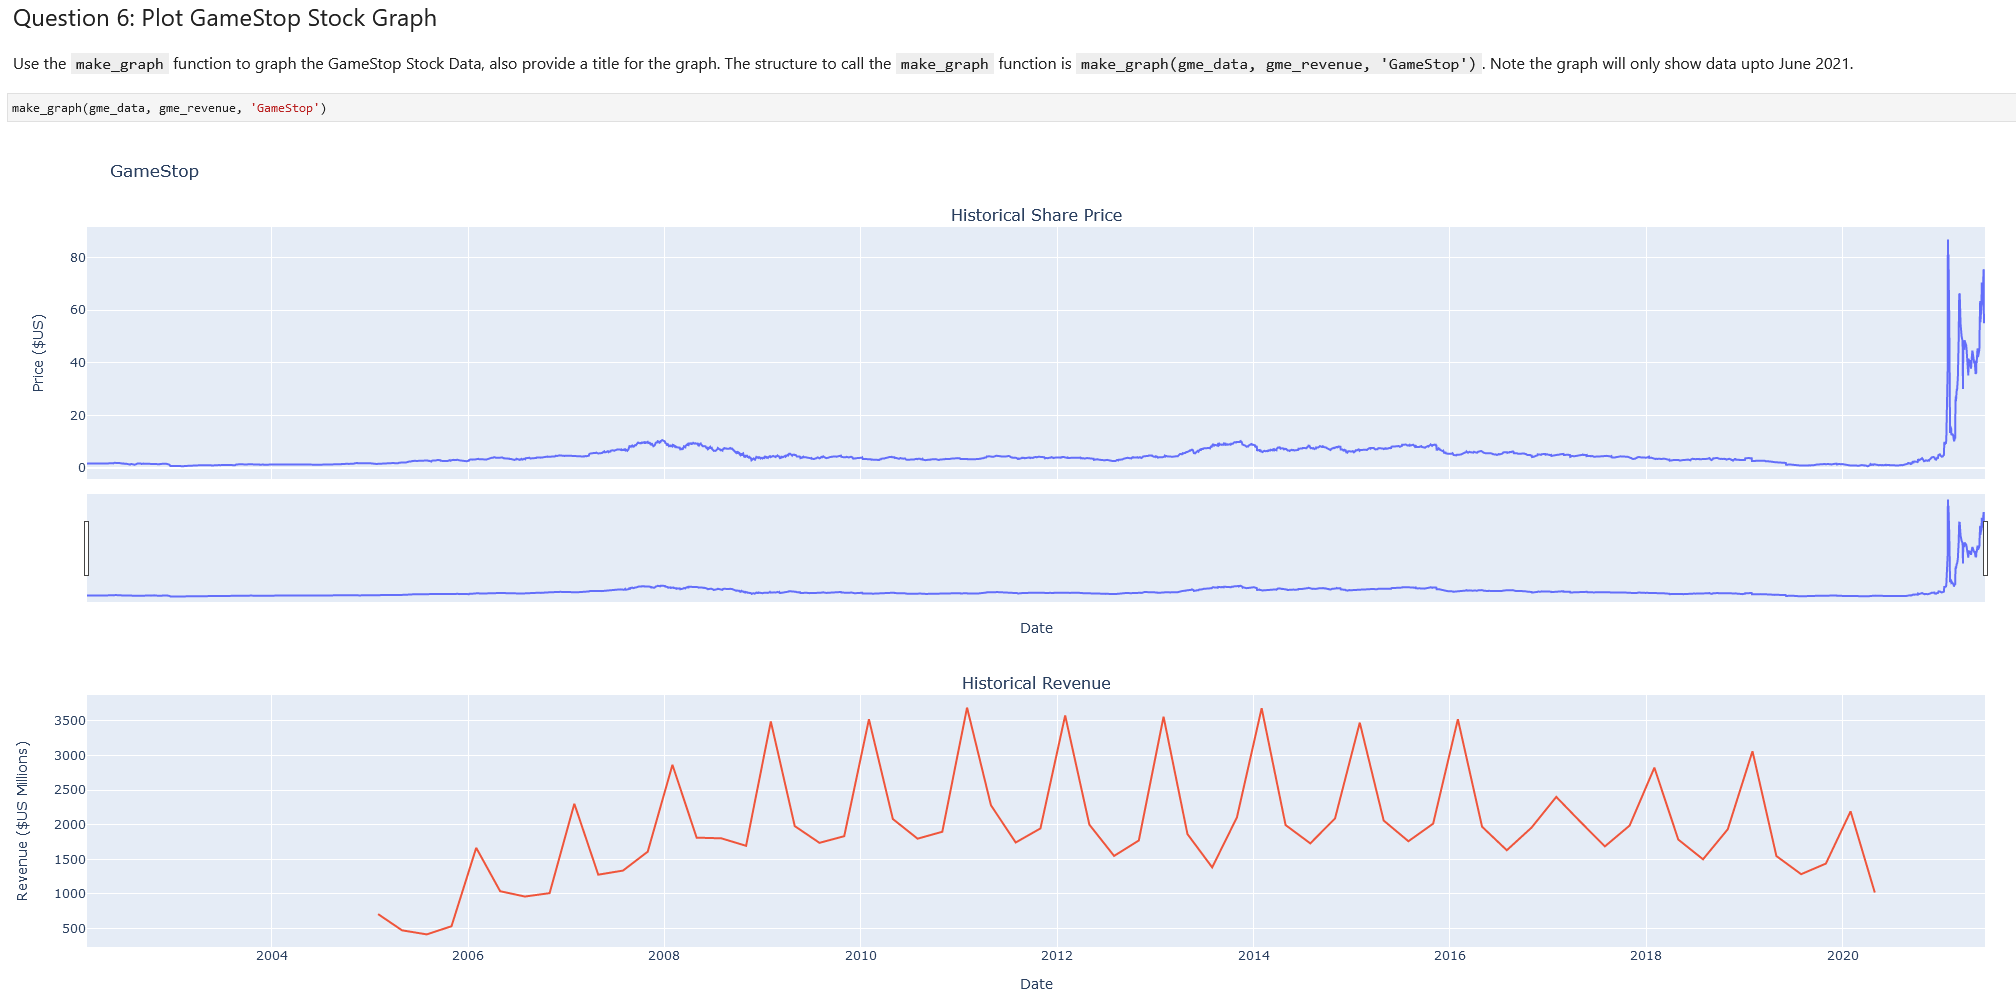 Question 6: Plot GameStop Stock Graph
Use the make_graph function to graph the GameStop Stock Data, also provide a title for the graph. The structure to call the make_graph function is make_graph(gme_data, gme_revenue, 'GameStop'). Note the graph will only show data upto June 2021.
make_graph(gme_data, gme_revenue, 'GameStop')
GameStop
Historical Share Price
80
60
40
20
0
Price ($US)
Date
Historical Revenue
3500
3000
2500
2000
1500
1000
500
Revenue ($US Millions)
2004 2006 2008 2010 2012 2014 2016 2018 2020
Date